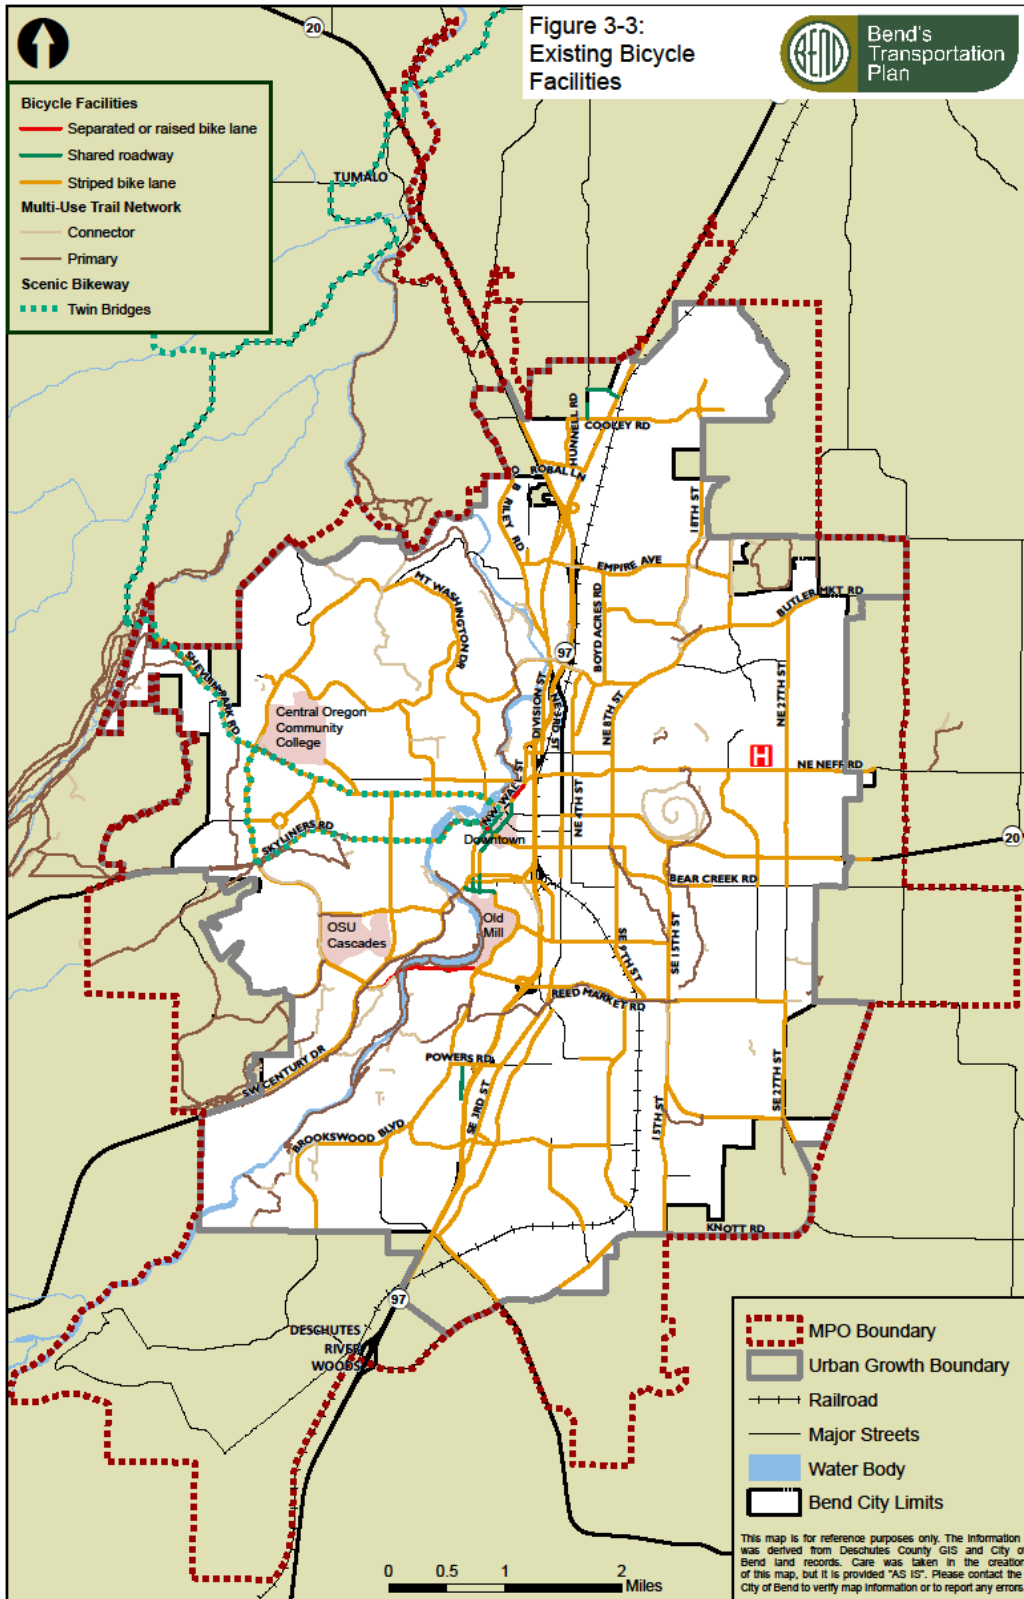 20
Figure 3-3:
Existing Bicycle
Facilities
BEND
Bend's
Transportation
Plan
Bicycle Facilities
Separated or raised bike lane
Shared roadway
Striped bike lane
Multi-Use Trail Network
Connector
Primary
Scenic Bikeway
Twin Bridges
TUMALO
HUNNELL RD
COOLEY RD
ROBAL LN
O B RILEY RD
18TH ST
EMPIRE AVE
MT WASHINGTON DR
BOYD ACRES RD
BUTLER MKT RD
97
SHEVLIN PARK RD
DIVISION ST
NE 3RD ST
NE 8TH ST
NE 27TH ST
Central Oregon
Community
College
H
NE NEFF RD
NW WALL ST
NE 4TH ST
SKYLINERS RD
Downtown
20
BEAR CREEK RD
OSU
Cascades
Old
Mill
SE 9TH ST
SE 15TH ST
REED MARKET RD
POWERS RD
SW CENTURY DR
SE 3RD ST
SE 27TH ST
15TH ST
BROOKSWOOD BLVD
KNOTT RD
97
DESCHUTES
RIVER
WOODS
MPO Boundary
Urban Growth Boundary
Railroad
Major Streets
Water Body
Bend City Limits
This map is for reference purposes only. The information
was derived from Deschutes County GIS and City of
Bend land records. Care was taken in the creation
of this map, but it is provided "AS IS". Please contact the
City of Bend to verify map information or to report any errors
0 0.5 1 2
Miles